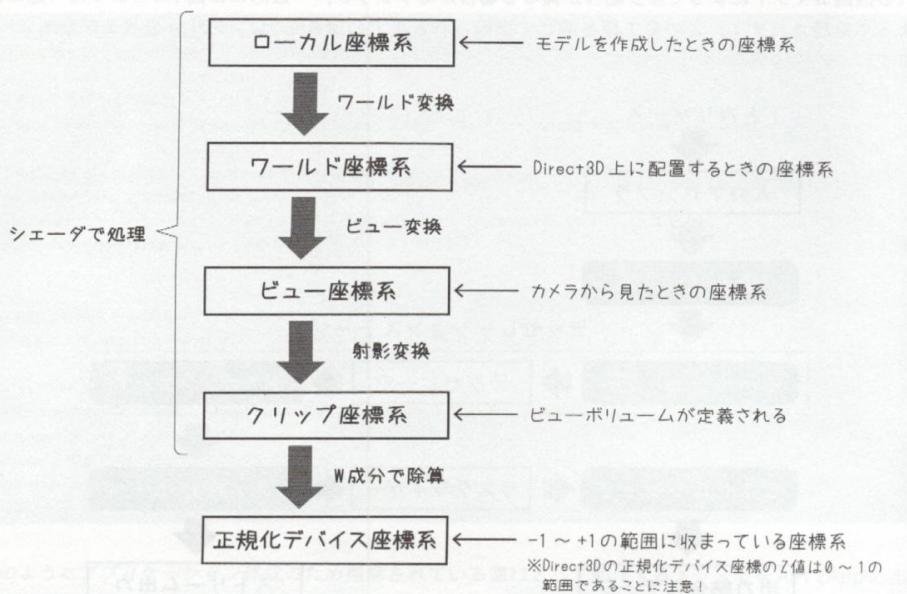 ローカル座標系
モデルを作成したときの座標系
ワールド変換
ワールド座標系
Direct3D上に配置するときの座標系
シェーダで処理
ビュー変換
ビュー座標系
カメラから見たときの座標系
射影変換
クリップ座標系
ビューボリュームが定義される
W成分で除算
正規化デバイス座標系
-1～+1の範囲に収まっている座標系
※Direct3Dの正規化デバイス座標のZ値は0～1の
範囲であることに注意！